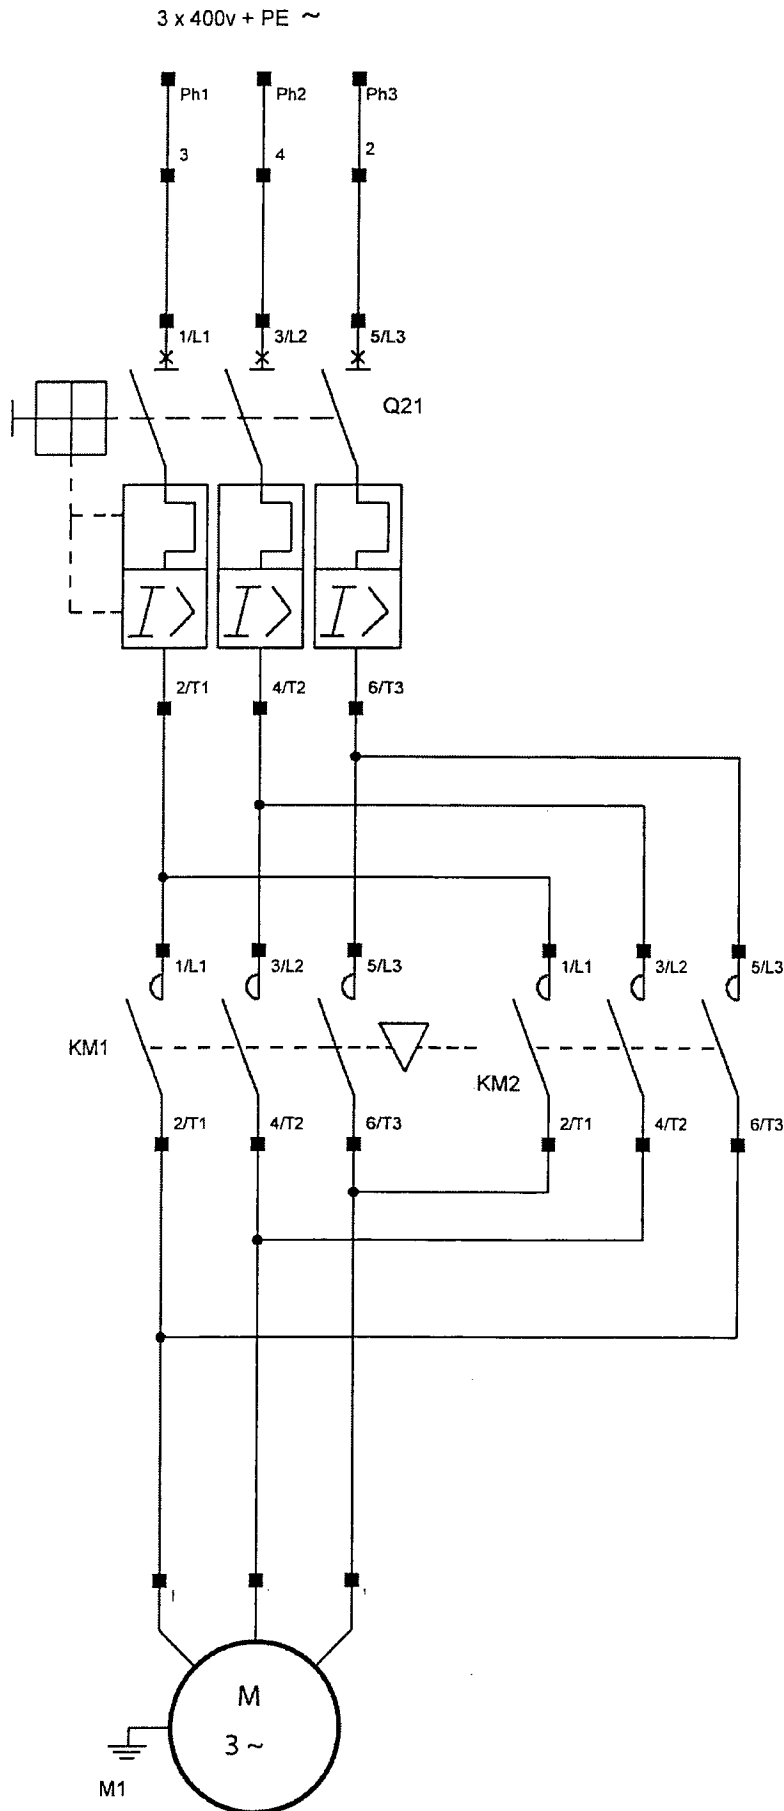 3 x 400v + PE ~
Ph1 Ph2 Ph3
3 4 2
1/L1 3/L2 5/L3
Q21
I> I> I>
2/T1 4/T2 6/T3
1/L1 3/L2 5/L3 1/L1 3/L2 5/L3
KM1
KM2
2/T1 4/T2 6/T3 2/T1 4/T2 6/T3
M
3 ~
M1